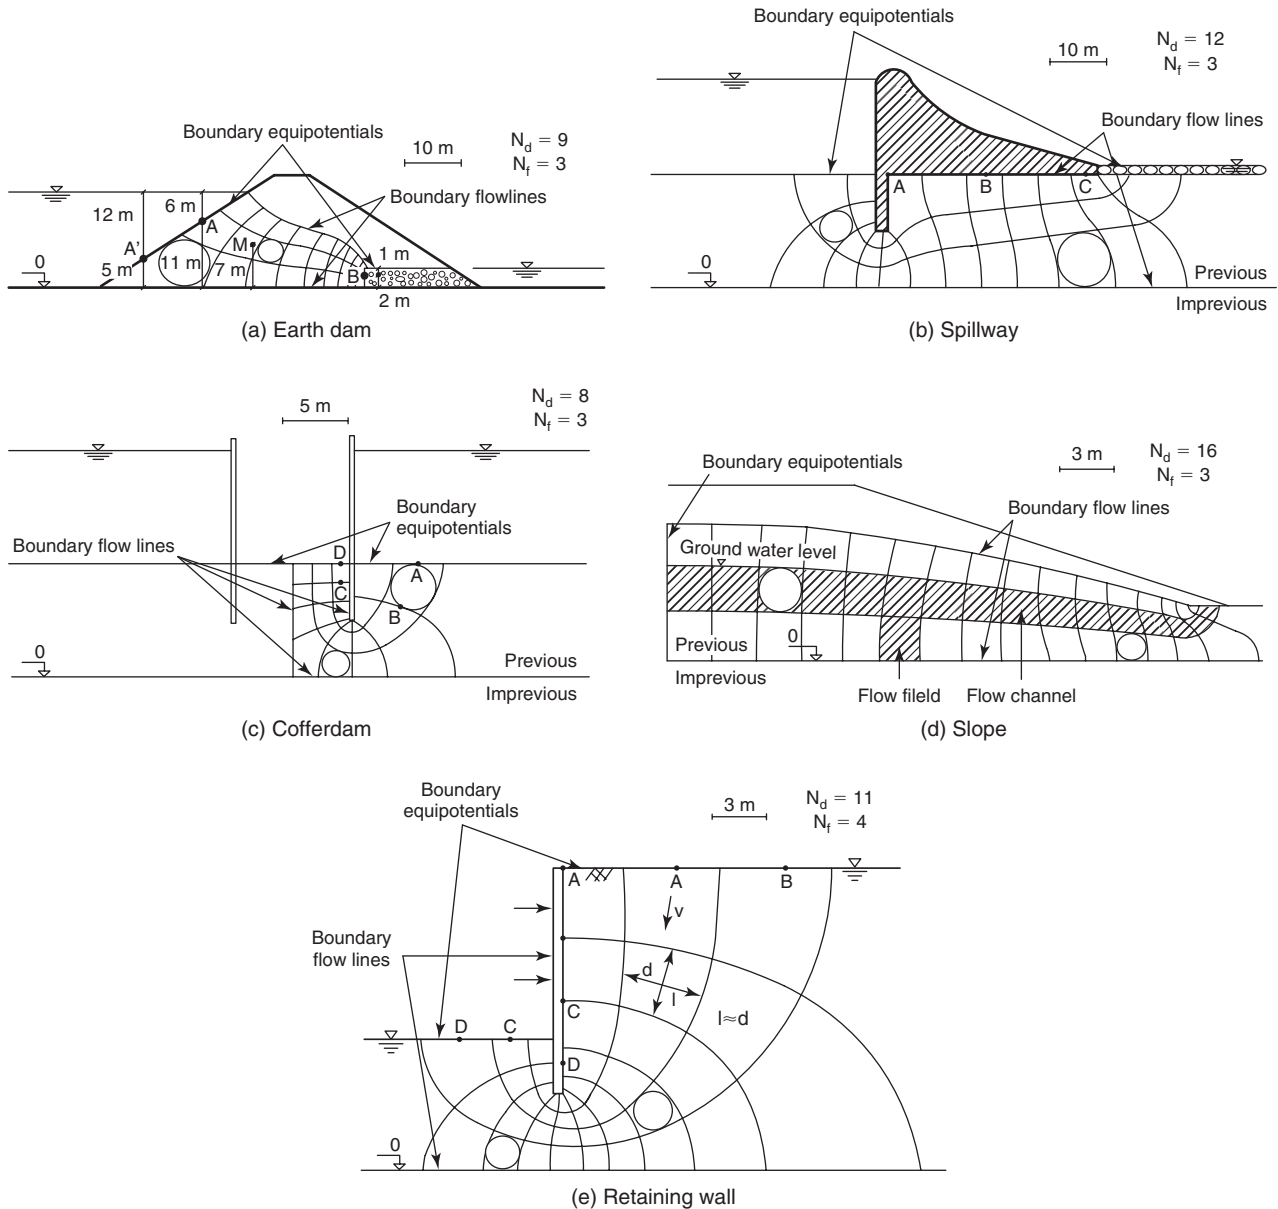 Boundary equipotentials
10 m
N_d = 9
N_f = 3
Boundary flowlines
12 m
6 m
A
A'
M
0
5 m
11 m
7 m
B
1 m
2 m
(a) Earth dam
Boundary equipotentials
10 m
N_d = 12
N_f = 3
Boundary flow lines
A
B
C
0
Previous
Imprevious
(b) Spillway
5 m
N_d = 8
N_f = 3
Boundary
equipotentials
Boundary flow lines
D
A
C
B
0
Previous
Imprevious
(c) Cofferdam
Boundary equipotentials
3 m
N_d = 16
N_f = 3
Boundary flow lines
Ground water level
Previous
0
Imprevious
Flow fileld
Flow channel
(d) Slope
Boundary
equipotentials
3 m
N_d = 11
N_f = 4
A
A
B
v
Boundary
flow lines
d
l
C
l≈d
D
C
D
0
(e) Retaining wall